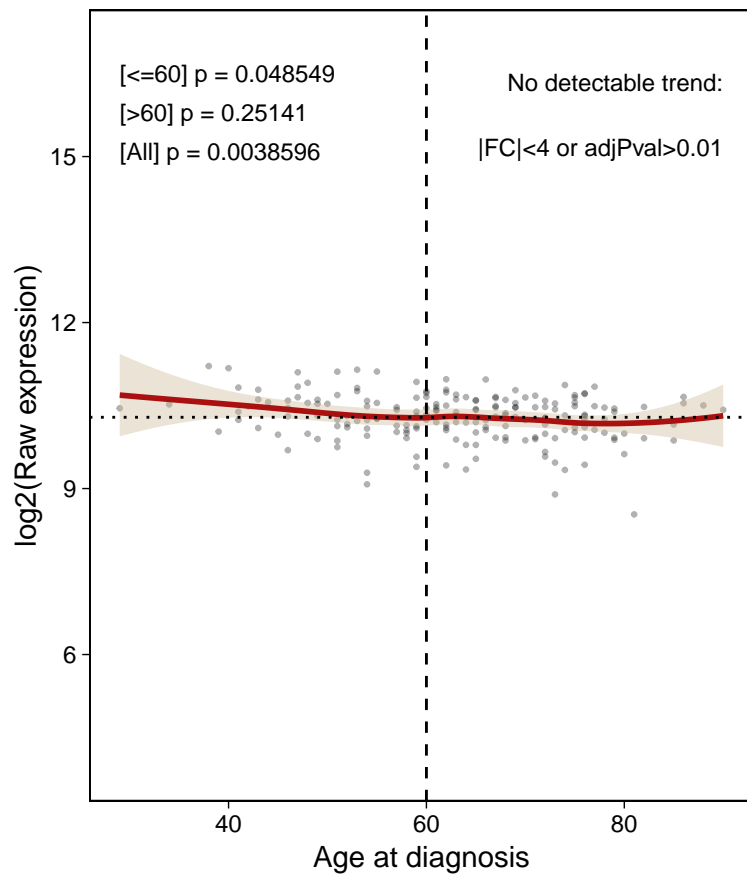 [<=60] p = 0.048549
[>60] p = 0.25141
[All] p = 0.0038596
No detectable trend:
|FC|<4 or adjPval>0.01
15
12
9
6
log2(Raw expression)
40
60
80
Age at diagnosis